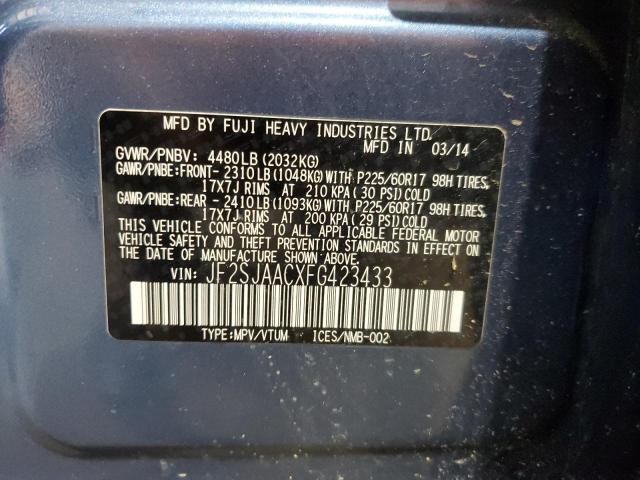 MFD BY FUJI HEAVY INDUSTRIES LTD.
MFD IN 03/14
GVWR/PNBV: 4480LB (2032KG)
GAWR/PNBE:FRONT- 2310LB (1048KG) WITH P225/60R17 98H TIRES,
17X7J RIMS AT 210 KPA ( 30 PSI) COLD
GAWR/PNBE:REAR - 2410LB (1093KG) WITH P225/60R17 98H TIRES,
17X7J RIMS AT 200 KPA (29 PSI) COLD
THIS VEHICLE CONFORMS TO ALL APPLICABLE FEDERAL MOTOR
VEHICLE SAFETY AND THEFT PREVENTION STANDARDS IN EFFECT ON
THE DATE OF MANUFACTURE SHOWN ABOVE.
VIN: JF2SJAACXFG423433
TYPE:MPV/VTUM ICES/NMB-002